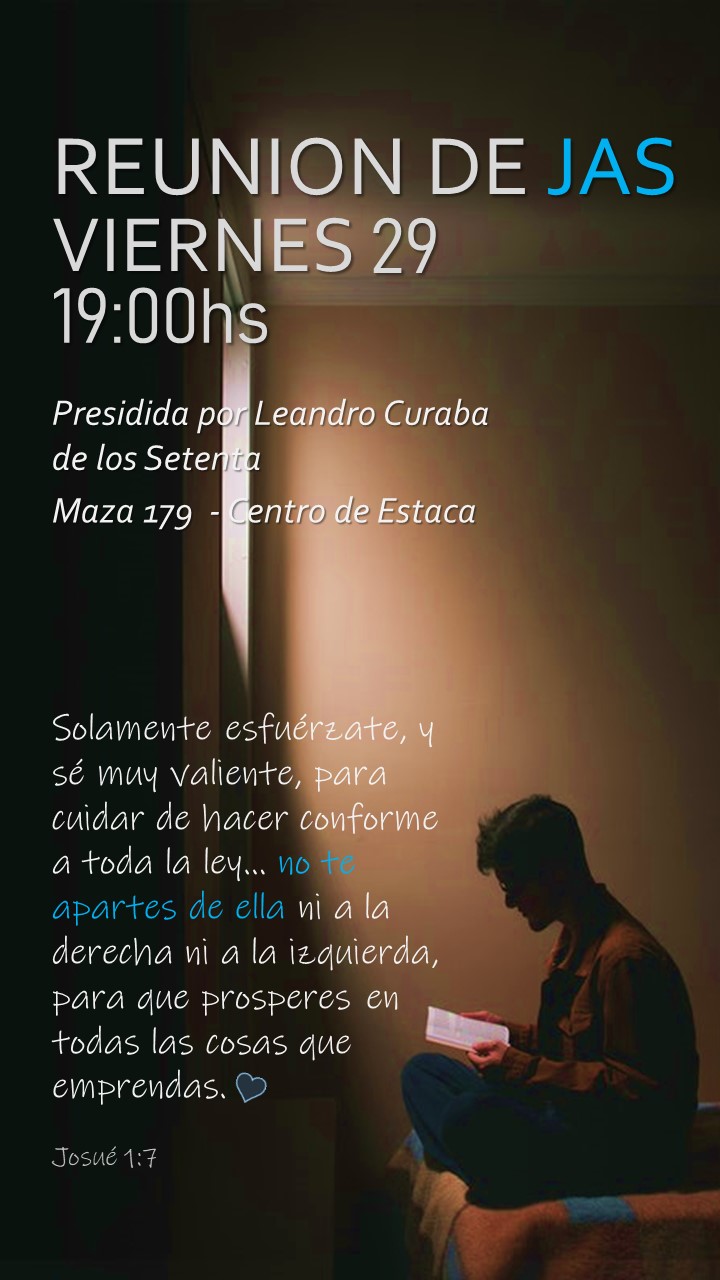 REUNION DE JAS
VIERNES 29
19:00hs
Presidida por Leandro Curaba
de los Setenta
Maza 179 - Centro de Estaca
Solamente esfuérzate, y
sé muy valiente, para
cuidar de hacer conforme
a toda la ley... no te
apartes de ella ni a la
derecha ni a la izquierda,
para que prosperes en
todas las cosas que
emprendas.
Josué 1:7